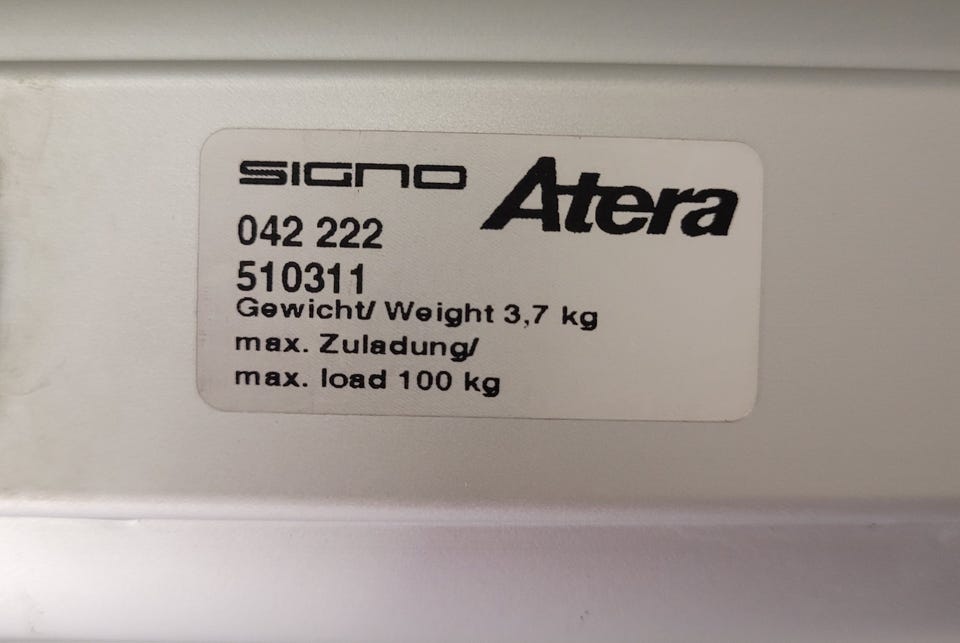 SIGNO Atera
042 222
510311
Gewicht/ Weight 3,7 kg
max. Zuladung/
max. load 100 kg